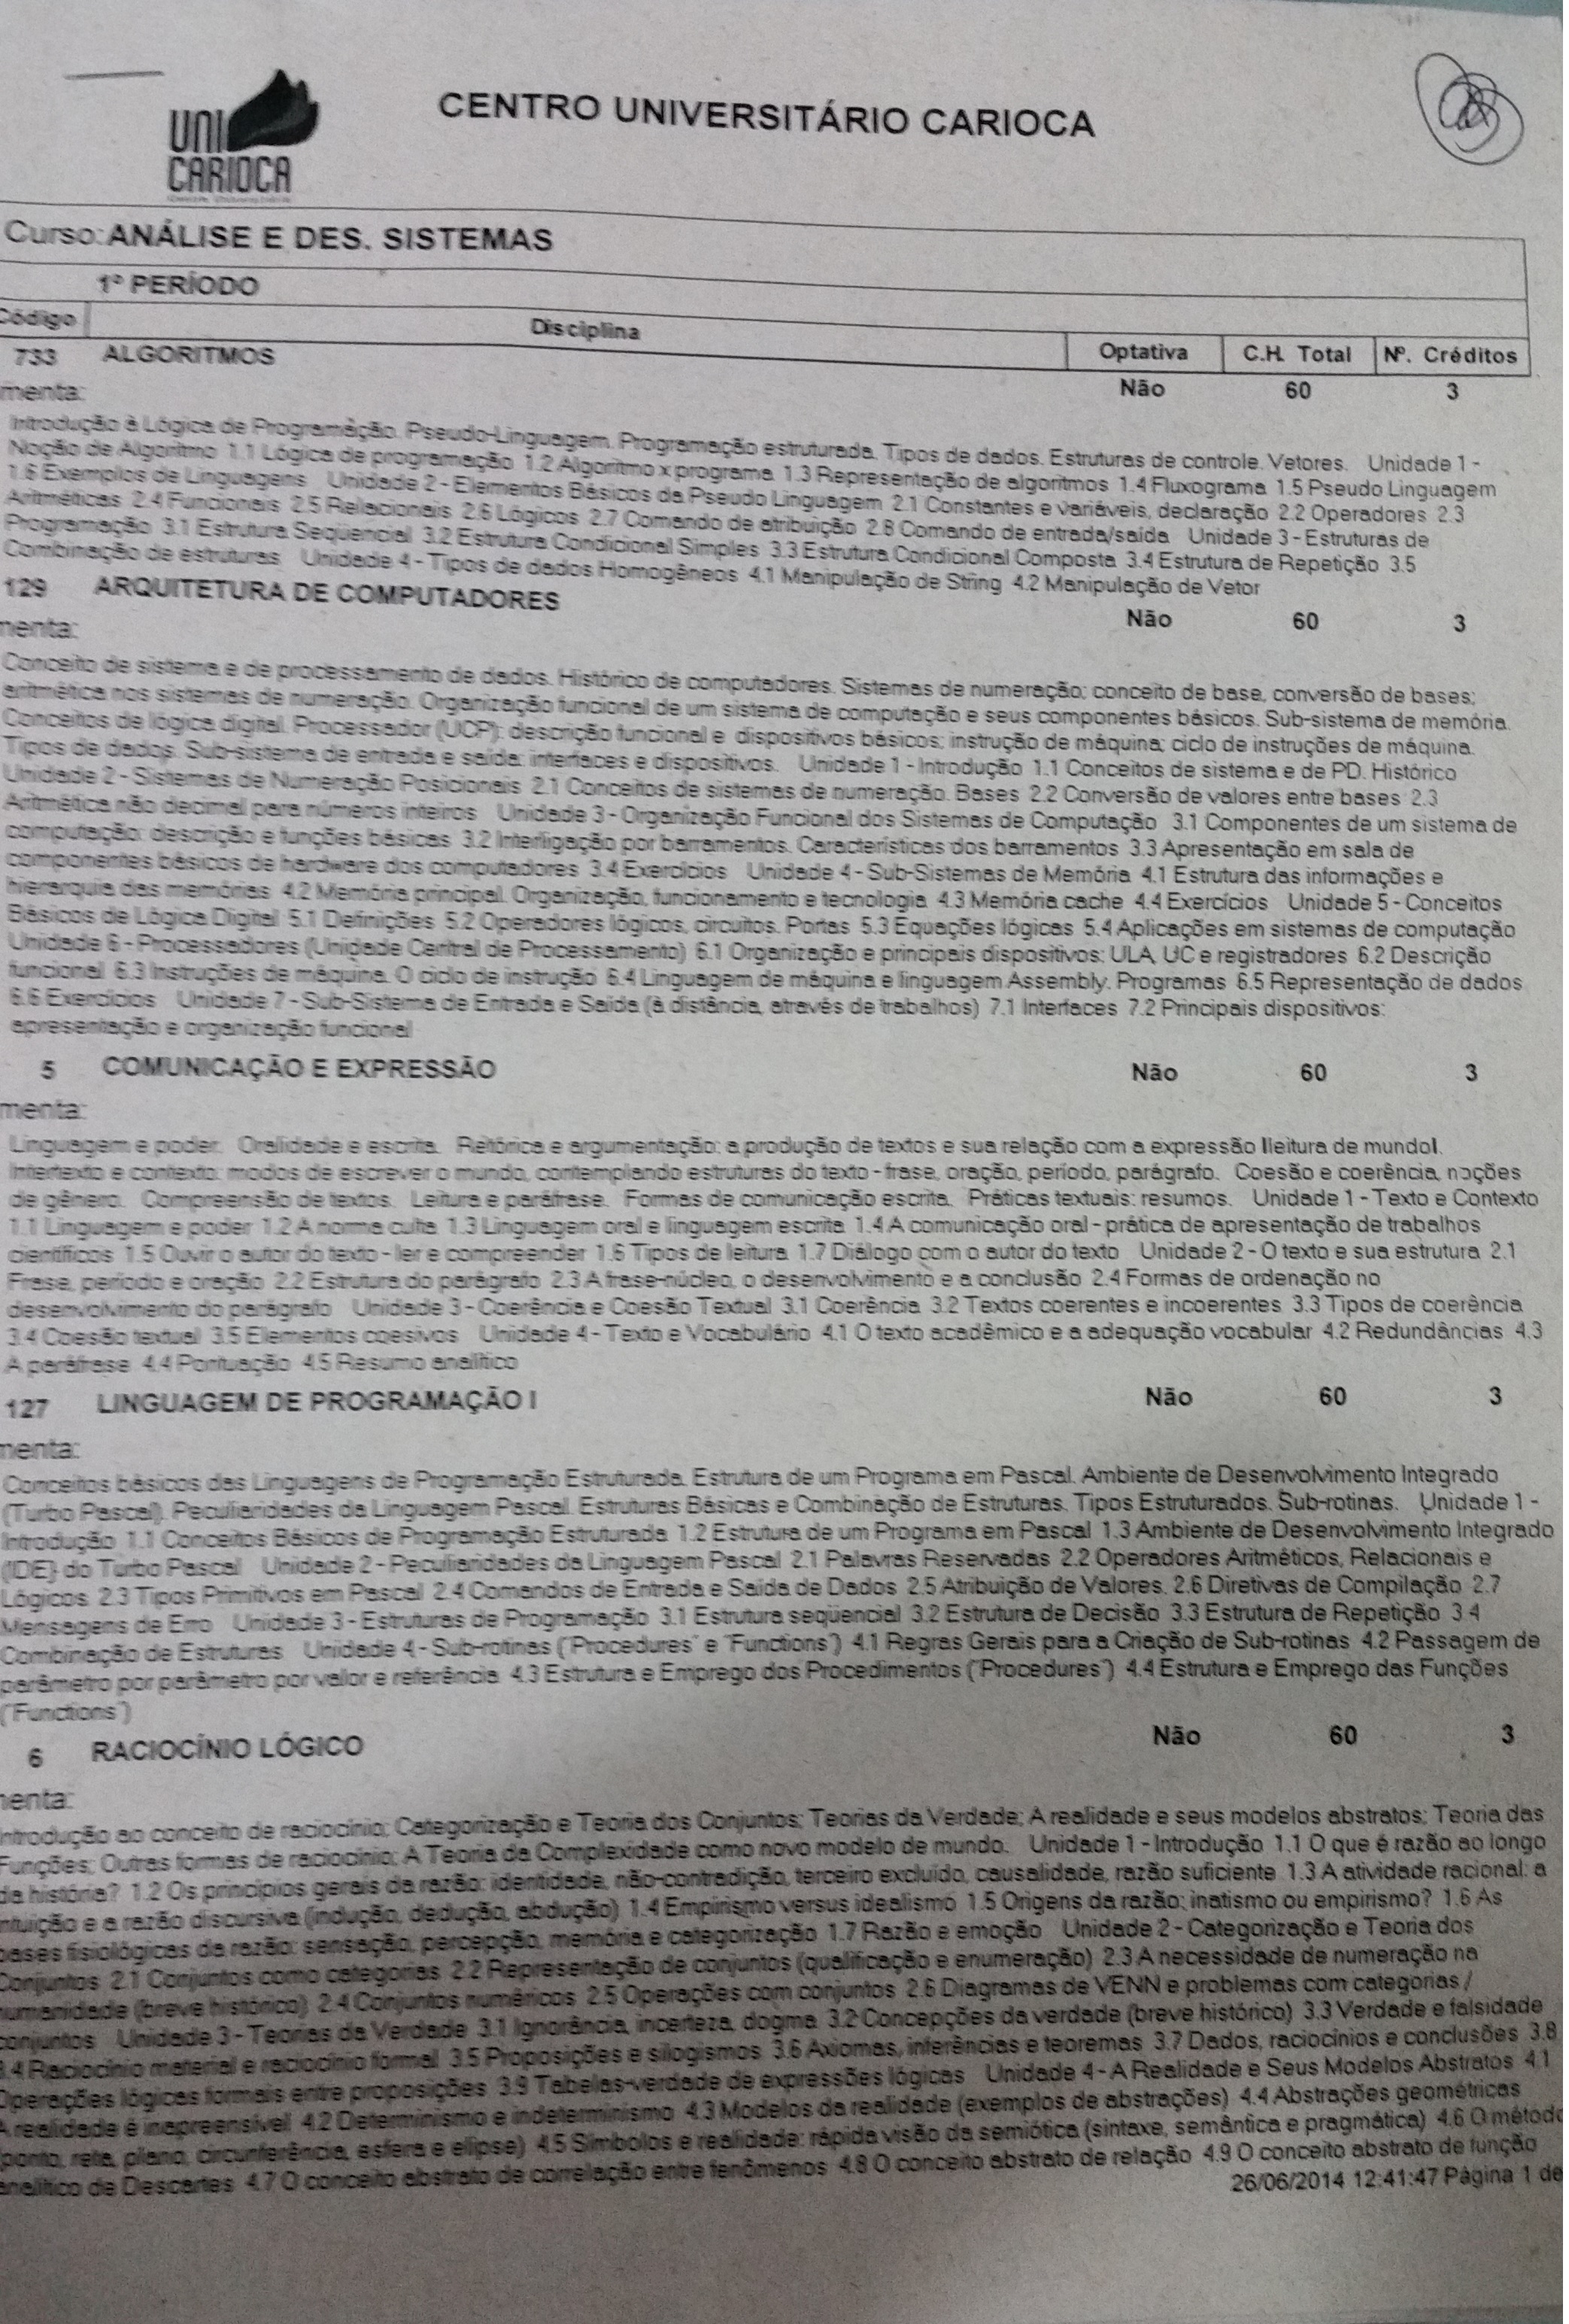 UNI
CARIOCA
CENTRO UNIVERSITÁRIO CARIOCA
Curso: ANÁLISE E DES. SISTEMAS
1º PERÍODO
Código Disciplina Optativa C.H. Total Nº. Créditos
733 ALGORITMOS Não 60 3
menta:
Introdução à Lógica de Programação. Pseudo-Linguagem. Programação estruturada. Tipos de dados. Estruturas de controle. Vetores. Unidade 1 -
Noção de Algoritmo 1.1 Lógica de programação 1.2 Algoritmo x programa 1.3 Representação de algoritmos 1.4 Fluxograma 1.5 Pseudo Linguagem
1.6 Exemplos de Linguagens Unidade 2 - Elementos Básicos da Pseudo Linguagem 2.1 Constantes e variáveis, declaração 2.2 Operadores 2.3
Aritméticas 2.4 Funcionais 2.5 Relacionais 2.6 Lógicos 2.7 Comando de atribuição 2.8 Comando de entrada/saída Unidade 3 - Estruturas de
Programação 3.1 Estrutura Seqüencial 3.2 Estrutura Condicional Simples 3.3 Estrutura Condicional Composta 3.4 Estrutura de Repetição 3.5
Combinação de estruturas Unidade 4 - Tipos de dados Homogêneos 4.1 Manipulação de String 4.2 Manipulação de Vetor
129 ARQUITETURA DE COMPUTADORES Não 60 3
menta:
Conceito de sistema e de processamento de dados. Histórico de computadores. Sistemas de numeração; conceito de base, conversão de bases;
aritmética nos sistemas de numeração. Organização funcional de um sistema de computação e seus componentes básicos. Sub-sistema de memória.
Conceitos de lógica digital. Processador (UCP): descrição funcional e dispositivos básicos; instrução de máquina; ciclo de instruções de máquina.
Tipos de dados. Sub-sistema de entrada e saída: interfaces e dispositivos. Unidade 1 - Introdução 1.1 Conceitos de sistema e de PD. Histórico
Unidade 2 - Sistemas de Numeração Posicionais 2.1 Conceitos de sistemas de numeração. Bases 2.2 Conversão de valores entre bases 2.3
Aritmética não decimal para números inteiros Unidade 3 - Organização Funcional dos Sistemas de Computação 3.1 Componentes de um sistema de
computação: descrição e funções básicas 3.2 Interligação por barramentos. Características dos barramentos 3.3 Apresentação em sala de
componentes básicos de hardware dos computadores 3.4 Exercícios Unidade 4 - Sub-Sistemas de Memória 4.1 Estrutura das informações e
hierarquia das memórias 4.2 Memória principal. Organização, funcionamento e tecnologia 4.3 Memória cache 4.4 Exercícios Unidade 5 - Conceitos
Básicos de Lógica Digital 5.1 Definições 5.2 Operadores lógicos, circuitos. Portas 5.3 Equações lógicas 5.4 Aplicações em sistemas de computação
Unidade 6 - Processadores (Unidade Central de Processamento) 6.1 Organização e principais dispositivos: ULA, UC e registradores 6.2 Descrição
funcional 6.3 Instruções de máquina. O ciclo de instrução 6.4 Linguagem de máquina e linguagem Assembly. Programas 6.5 Representação de dados
6.6 Exercícios Unidade 7 - Sub-Sistema de Entrada e Saída (à distância, através de trabalhos) 7.1 Interfaces 7.2 Principais dispositivos:
apresentação e organização funcional
5 COMUNICAÇÃO E EXPRESSÃO Não 60 3
menta:
Linguagem e poder. Oralidade e escrita. Retórica e argumentação: a produção de textos e sua relação com a expressão lleitura de mundol.
Intertexto e contexto: modos de escrever o mundo, contemplando estruturas do texto - frase, oração, período, parágrafo. Coesão e coerência, noções
de gênero. Compreensão de textos. Leitura e paráfrase. Formas de comunicação escrita. Práticas textuais: resumos. Unidade 1 - Texto e Contexto
1.1 Linguagem e poder 1.2 A norma culta 1.3 Linguagem oral e linguagem escrita 1.4 A comunicação oral - prática de apresentação de trabalhos
científicos 1.5 Ouvir o autor do texto - ler e compreender 1.6 Tipos de leitura 1.7 Diálogo com o autor do texto Unidade 2 - O texto e sua estrutura 2.1
Frase, período e oração 2.2 Estrutura do parágrafo 2.3 A frase-núcleo, o desenvolvimento e a conclusão 2.4 Formas de ordenação no
desenvolvimento do parágrafo Unidade 3 - Coerência e Coesão Textual 3.1 Coerência 3.2 Textos coerentes e incoerentes 3.3 Tipos de coerência
3.4 Coesão textual 3.5 Elementos coesivos Unidade 4 - Texto e Vocabulário 4.1 O texto acadêmico e a adequação vocabular 4.2 Redundâncias 4.3
A paráfrase 4.4 Pontuação 4.5 Resumo analítico
127 LINGUAGEM DE PROGRAMAÇÃO I Não 60 3
menta:
Conceitos básicos das Linguagens de Programação Estruturada. Estrutura de um Programa em Pascal. Ambiente de Desenvolvimento Integrado
(Turbo Pascal). Peculiaridades da Linguagem Pascal. Estruturas Básicas e Combinação de Estruturas. Tipos Estruturados. Sub-rotinas. Unidade 1 -
Introdução 1.1 Conceitos Básicos de Programação Estruturada 1.2 Estrutura de um Programa em Pascal 1.3 Ambiente de Desenvolvimento Integrado
(IDE) do Turbo Pascal Unidade 2 - Peculiaridades da Linguagem Pascal 2.1 Palavras Reservadas 2.2 Operadores Aritméticos, Relacionais e
Lógicos 2.3 Tipos Primitivos em Pascal 2.4 Comandos de Entrada e Saída de Dados 2.5 Atribuição de Valores. 2.6 Diretivas de Compilação 2.7
Mensagens de Erro Unidade 3 - Estruturas de Programação 3.1 Estrutura seqüencial 3.2 Estrutura de Decisão 3.3 Estrutura de Repetição 3.4
Combinação de Estruturas Unidade 4 - Sub-rotinas ("Procedures" e "Functions") 4.1 Regras Gerais para a Criação de Sub-rotinas 4.2 Passagem de
parâmetro por parâmetro por valor e referência 4.3 Estrutura e Emprego dos Procedimentos ("Procedures") 4.4 Estrutura e Emprego das Funções
("Functions")
6 RACIOCÍNIO LÓGICO Não 60 3
menta:
Introdução ao conceito de raciocínio; Categorização e Teoria dos Conjuntos; Teorias da Verdade; A realidade e seus modelos abstratos; Teoria das
Funções; Outras formas de raciocínio; A Teoria da Complexidade como novo modelo de mundo. Unidade 1 - Introdução 1.1 O que é razão ao longo
da história? 1.2 Os princípios gerais da razão: identidade, não-contradição, terceiro excluído, causalidade, razão suficiente 1.3 A atividade racional: a
ntuição e a razão discursiva (indução, dedução, abdução) 1.4 Empirismo versus idealismo 1.5 Origens da razão; inatismo ou empirismo? 1.6 As
bases fisiológicas da razão: sensação, percepção, memória e categorização 1.7 Razão e emoção Unidade 2 - Categorização e Teoria dos
Conjuntos 2.1 Conjuntos como categorias 2.2 Representação de conjuntos (qualificação e enumeração) 2.3 A necessidade de numeração na
humanidade (breve histórico) 2.4 Conjuntos numéricos 2.5 Operações com conjuntos 2.6 Diagramas de VENN e problemas com categorias /
conjuntos Unidade 3 - Teorias da Verdade 3.1 Ignorância, incerteza, dogma 3.2 Concepções da verdade (breve histórico) 3.3 Verdade e falsidade
3.4 Raciocínio material e raciocínio formal 3.5 Proposições e silogismos 3.6 Axiomas, inferências e teoremas 3.7 Dados, raciocínios e conclusões 3.8
Operações lógicas formais entre proposições 3.9 Tabelas-verdade de expressões lógicas Unidade 4 - A Realidade e Seus Modelos Abstratos 4.1
A realidade é inapreensível 4.2 Determinismo e indeterminismo 4.3 Modelos da realidade (exemplos de abstrações) 4.4 Abstrações geométricas
(ponto, reta, plano, circunferência, esfera e elipse) 4.5 Símbolos e realidade: rápida visão da semiótica (sintaxe, semântica e pragmática) 4.6 O método
analítico de Descartes 4.7 O conceito abstrato de correlação entre fenômenos 4.8 O conceito abstrato de relação 4.9 O conceito abstrato de função
26/06/2014 12:41:47 Página 1 de